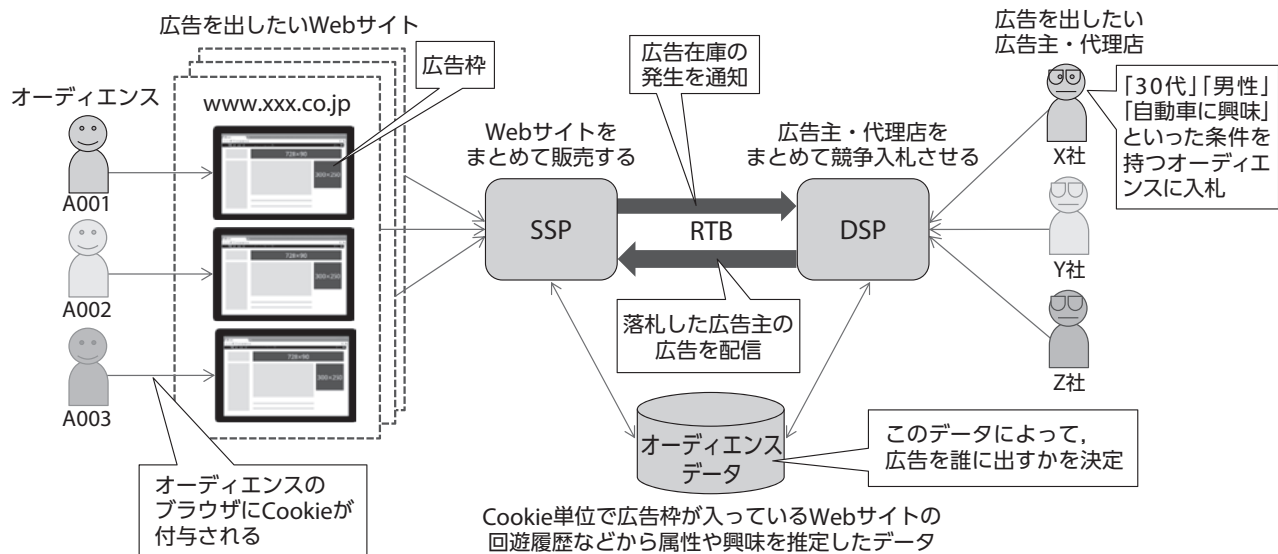 広告を出したいWebサイト
広告枠
オーディエンス
www.xxx.co.jp
728×90
300×250
A001
728×90
300×250
A002
728×90
300×250
A003
オーディエンスの
ブラウザにCookieが
付与される
Webサイトを
まとめて販売する
SSP
広告在庫の
発生を通知
RTB
落札した広告主の
広告を配信
広告主・代理店を
まとめて競争入札させる
DSP
広告を出したい
広告主・代理店
「30代」「男性」
「自動車に興味」
といった条件を
持つオーディエ
ンスに入札
X社
Y社
Z社
オーディエンス
データ
このデータによって,
広告を誰に出すかを決定
Cookie単位で広告枠が入っているWebサイトの
回遊履歴などから属性や興味を推定したデータ